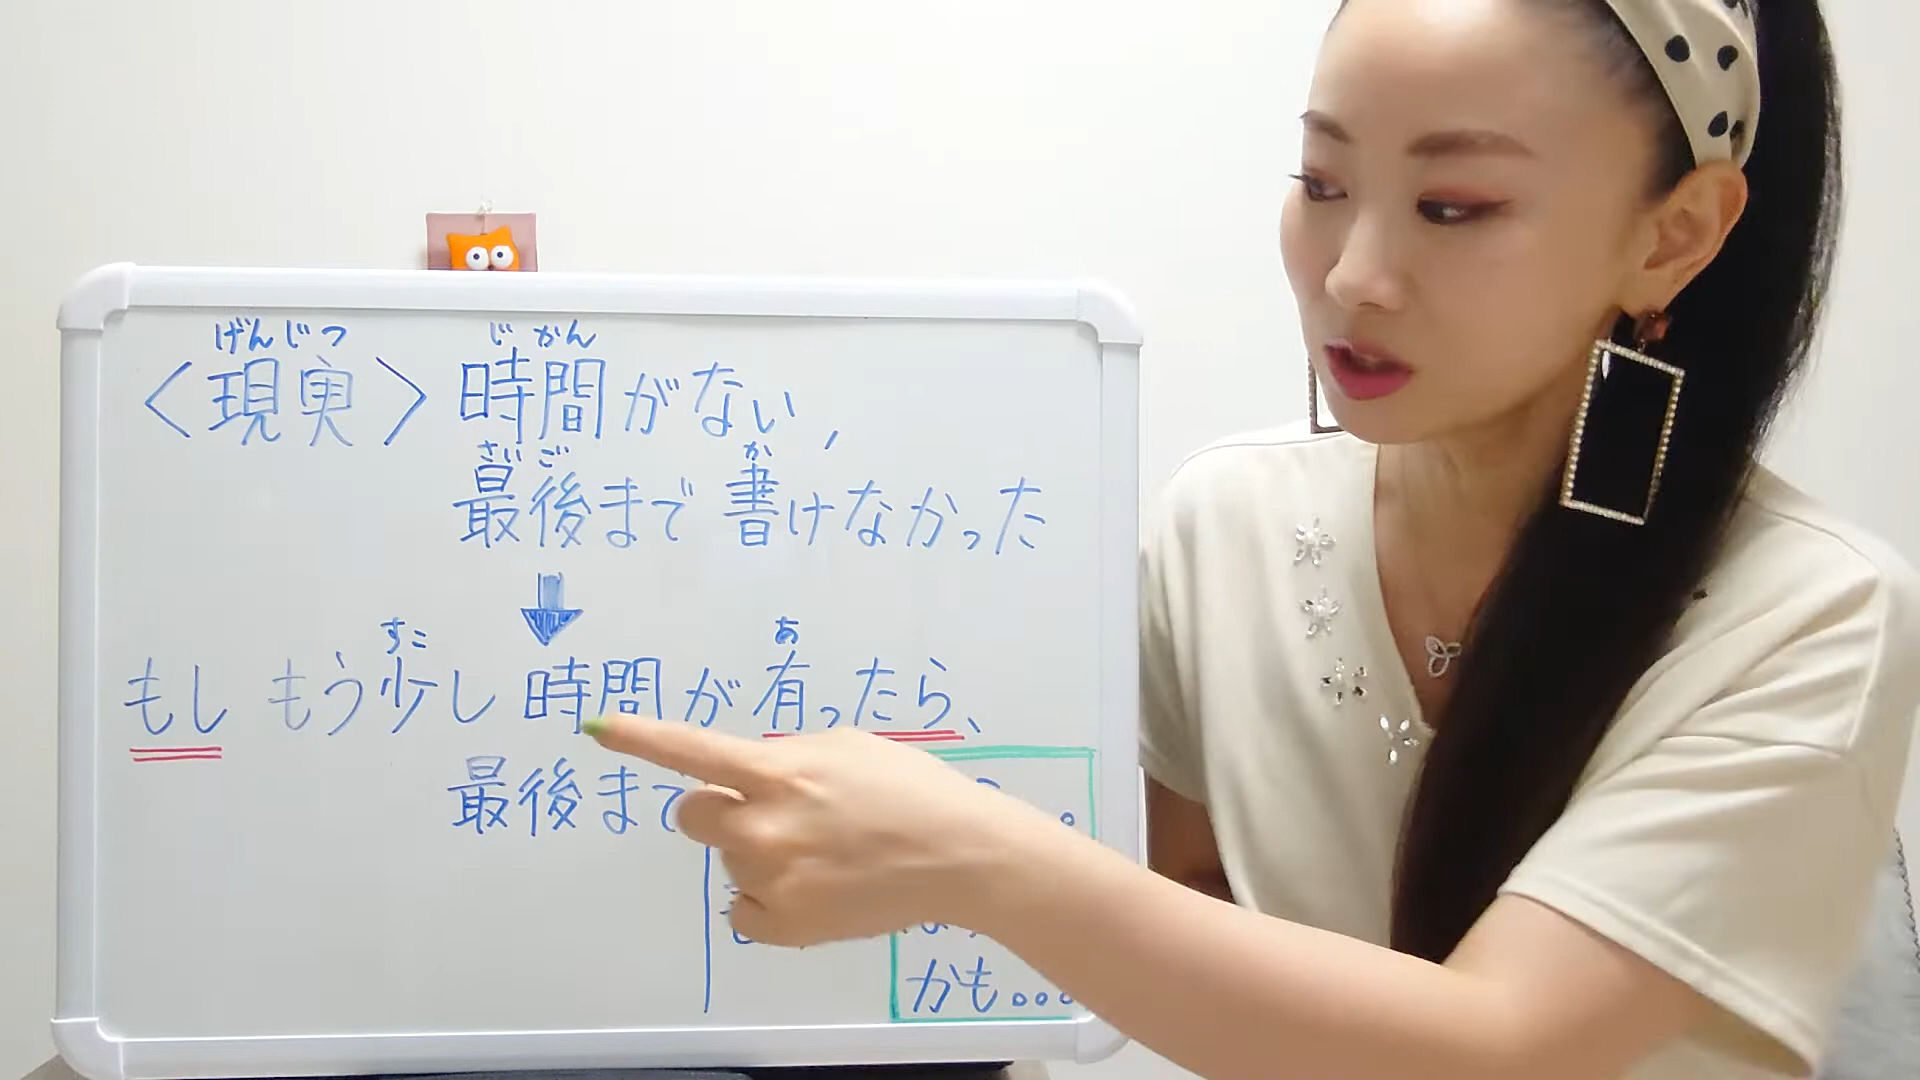 げんじつ じかん
〈現実〉時間がない,
さいご か
最後まで書けなかった
すこ あ
もしもう少し時間が有ったら、
最後まで
かも。。。